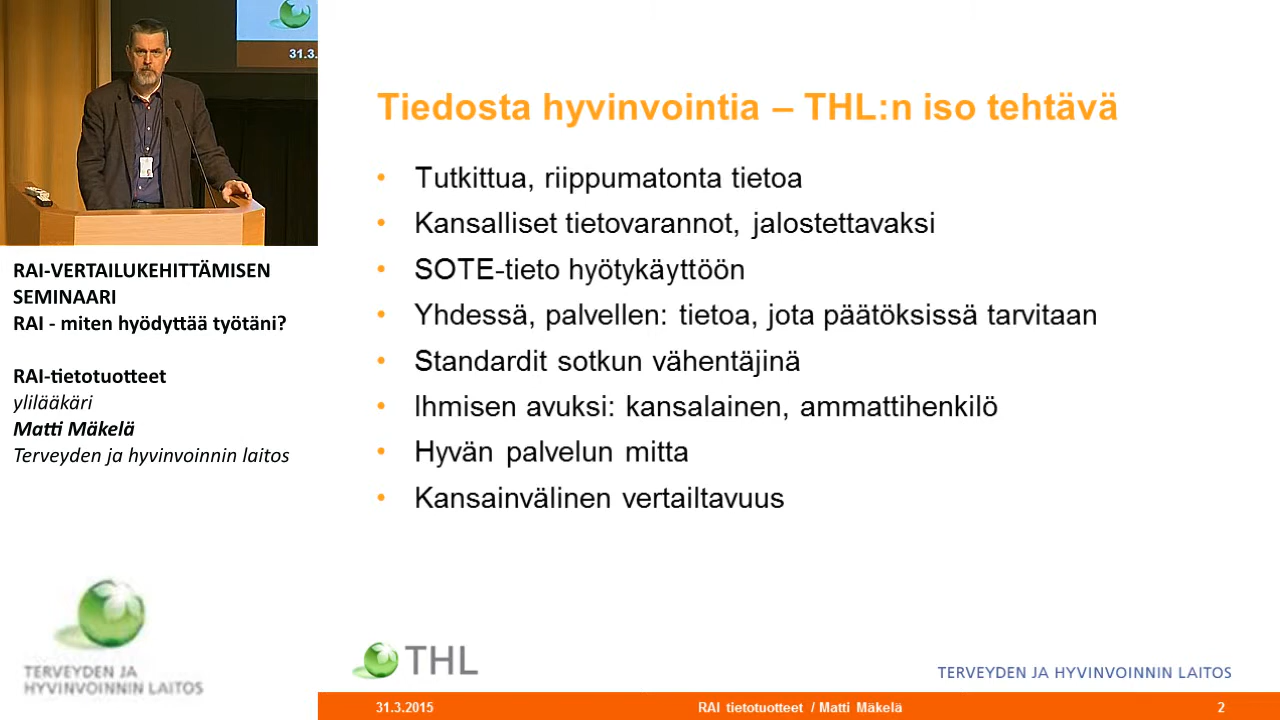 31.3.
RAI-VERTAILUKEHITTÄMISEN
SEMINAARI
RAI - miten hyödyttää työtäni?
RAI-tietotuotteet
ylilääkäri
Matti Mäkelä
Terveyden ja hyvinvoinnin laitos
TERVEYDEN JA
HYVINVOINNIN LAITOS
Tiedosta hyvinvointia – THL:n iso tehtävä
• Tutkittua, riippumatonta tietoa
• Kansalliset tietovarannot, jalostettavaksi
• SOTE-tieto hyötykäyttöön
• Yhdessä, palvellen: tietoa, jota päätöksissä tarvitaan
• Standardit sotkun vähentäjinä
• Ihmisen avuksi: kansalainen, ammattihenkilö
• Hyvän palvelun mitta
• Kansainvälinen vertailtavuus
THL
TERVEYDEN JA HYVINVOINNIN LAITOS
31.3.2015
RAI tietotuotteet / Matti Mäkelä
2